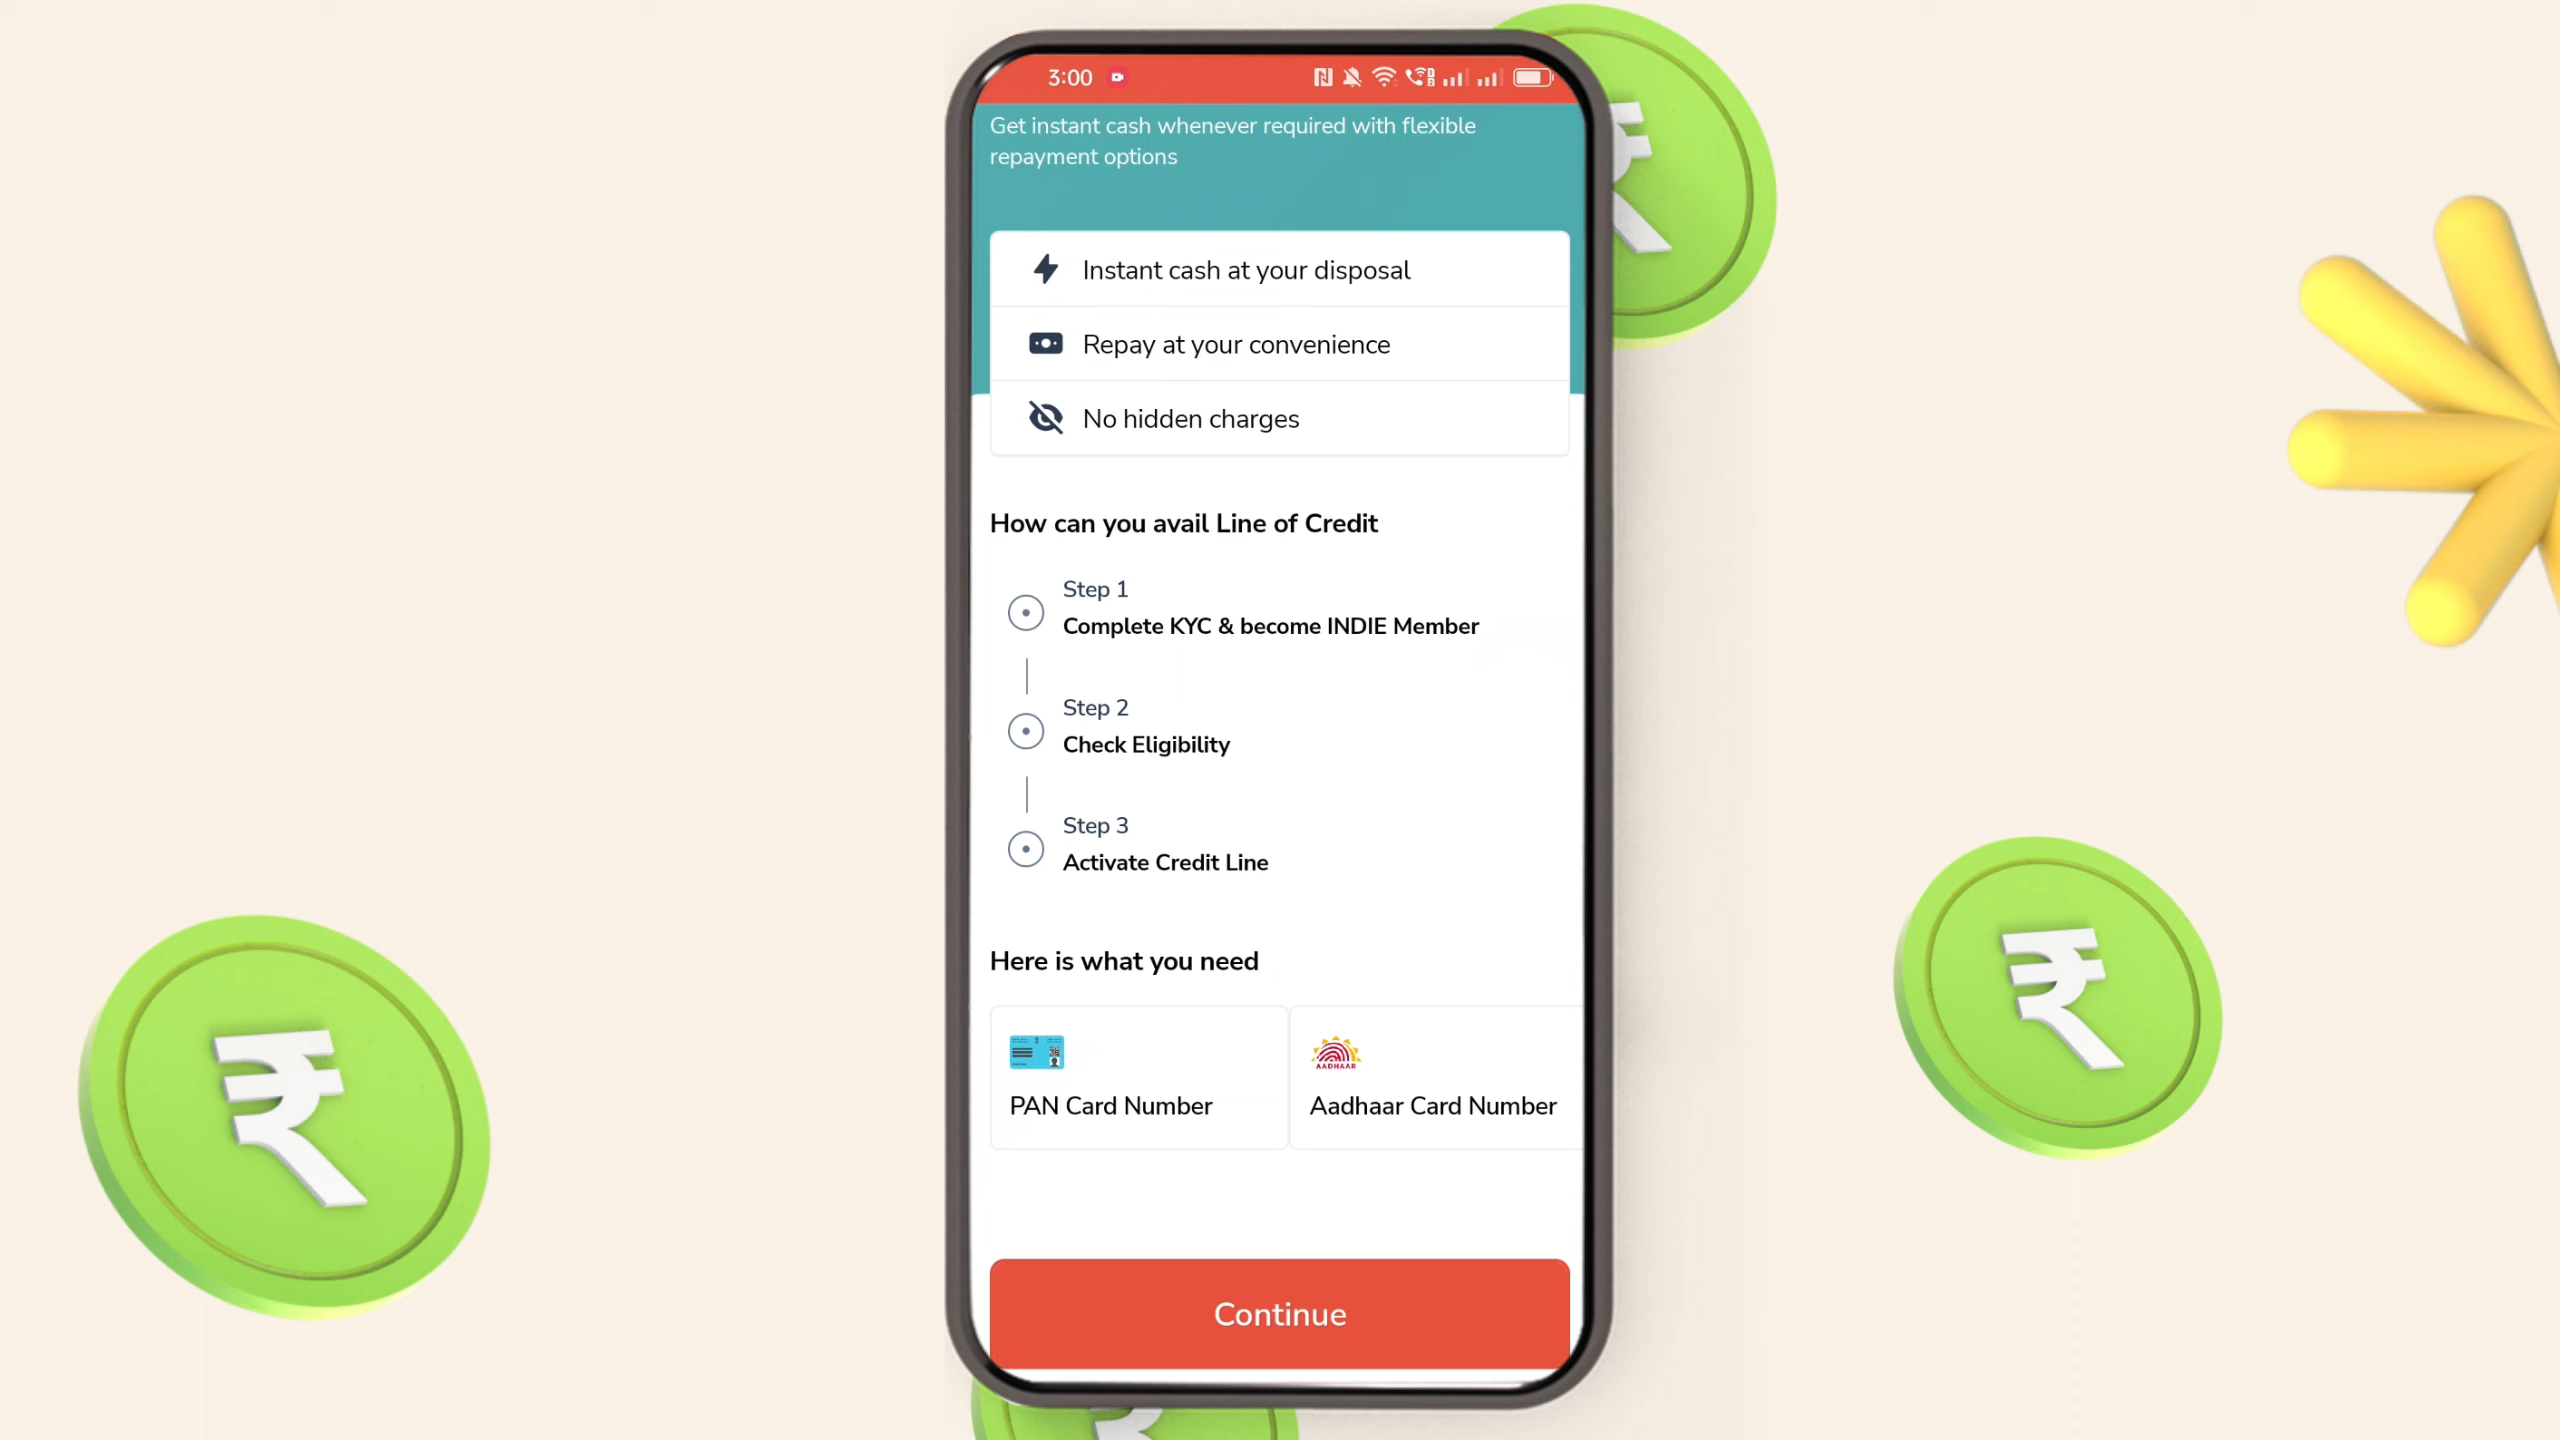 3:00
Get instant cash whenever required with flexible
repayment options
Instant cash at your disposal
Repay at your convenience
No hidden charges
How can you avail Line of Credit
Step 1
Complete KYC & become INDIE Member
Step 2
Check Eligibility
Step 3
Activate Credit Line
Here is what you need
AADHAAR
PAN Card Number
Aadhaar Card Number
Continue